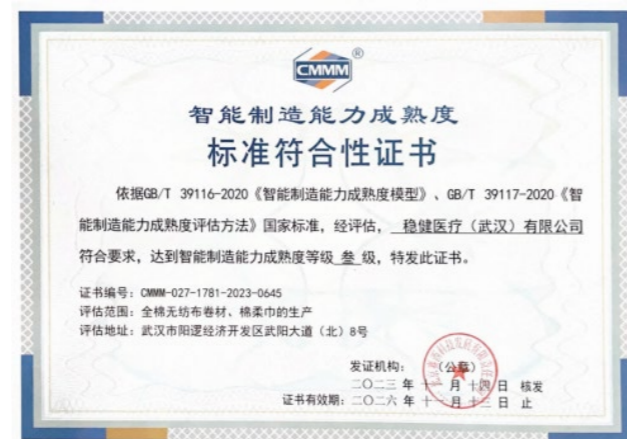 CMMM®
智能制造能力成熟度
标准符合性证书
依据GB/T 39116-2020《智能制造能力成熟度模型》、GB/T 39117-2020《智
能制造能力成熟度评估方法》国家标准，经评估， 稳健医疗（武汉）有限公司
符合要求，达到智能制造能力成熟度等级 叁 级，特发此证书。
证书编号：CMMM-027-1781-2023-0645
评估范围：全棉无纺布卷材、棉柔巾的生产
评估地址：武汉市阳逻经济开发区武阳大道（北）8号
发证机构： （公章）
二〇二三 年 十一 月 十四 日 核发
证书有效期：二〇二六 年 十一 月 十三 日 止